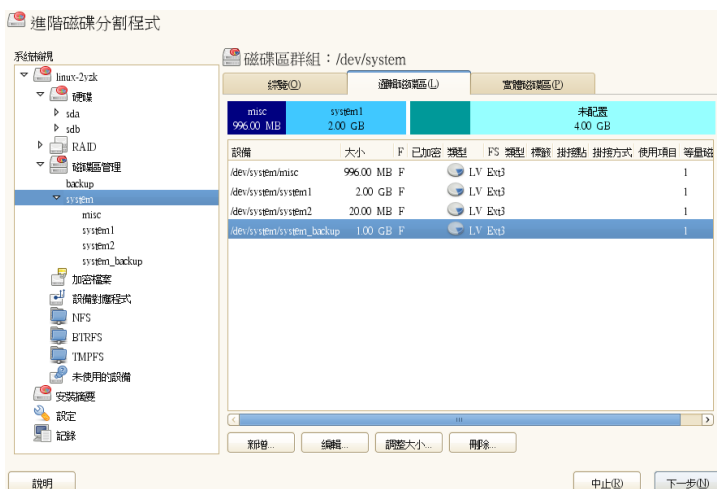 進階磁碟分割程式
系統檢視
linux-2yzk
硬碟
sda
sdb
RAID
磁碟區管理
backup
system
misc
system1
system2
system_backup
加密檔案
設備對應程式
NFS
BTRFS
TMPFS
未使用的設備
安裝摘要
設定
記錄
磁碟區群組：/dev/system
綜覽(O) 邏輯磁碟區(L) 實體磁碟區(P)
misc system1 未配置
996.00 MB 2.00 GB 4.00 GB
設備 大小 F 已加密 類型 FS 類型 標籤 掛接點 掛接方式 使用項目 等量磁
/dev/system/misc 996.00 MB F LV Ext3 1
/dev/system/system1 2.00 GB F LV Ext3 1
/dev/system/system2 20.00 MB F LV Ext3 1
/dev/system/system_backup 1.00 GB F LV Ext3 1
新增... 編輯... 調整大小... 刪除...
說明 中止(R) 下一步(N)